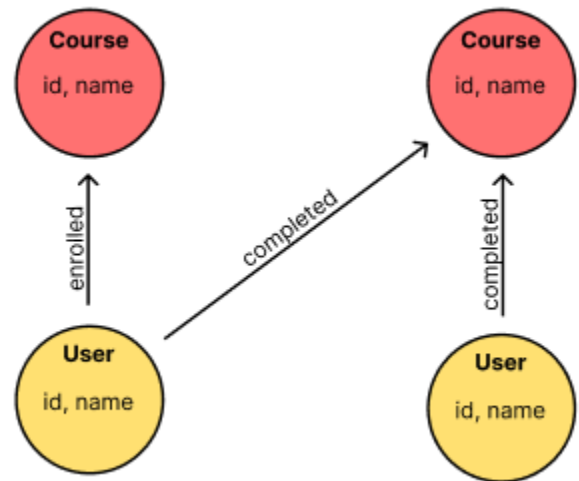 Course
id, name
Course
id, name
enrolled
completed
completed
User
id, name
User
id, name